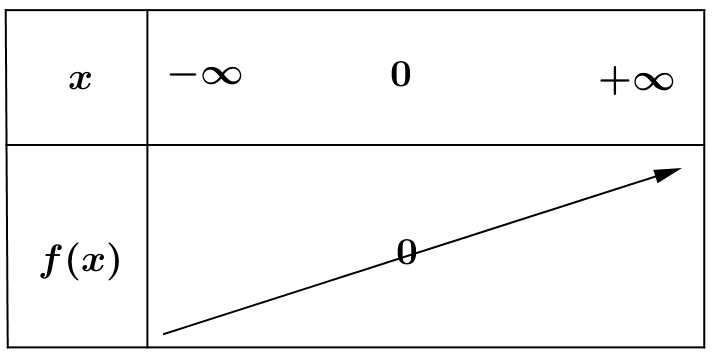 x −∞ 0 +∞
f(x) 0